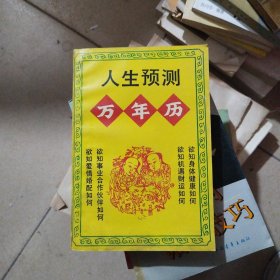 人生预测
万年历
欲知身体健康如何
欲知机遇财运如何
欲知事业合作伙伴如何
欲知爱情婚配如何
巧